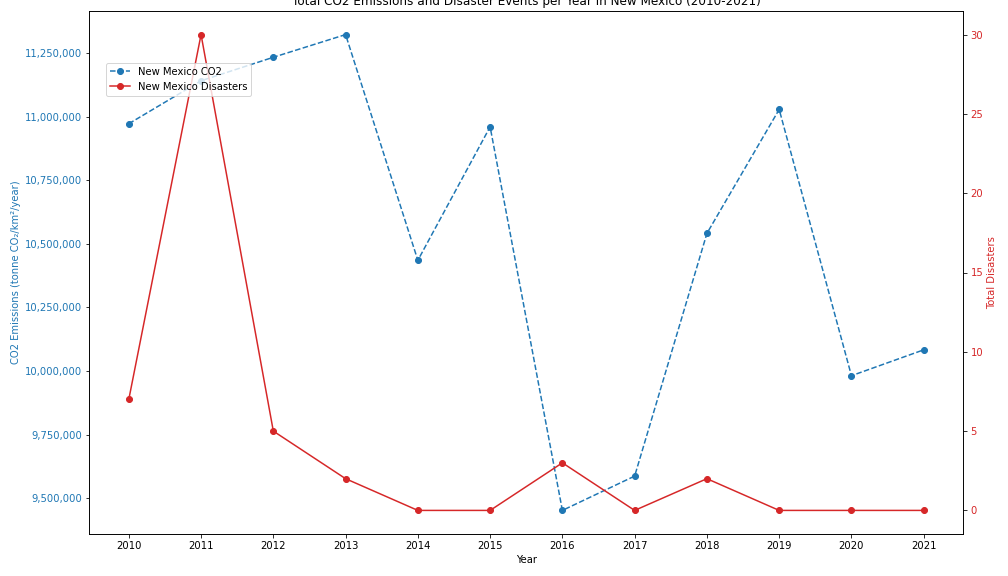 Total CO2 Emissions and Disaster Events per Year in New Mexico (2010-2021)
New Mexico CO2
New Mexico Disasters
CO2 Emissions (tonne CO₂/km²/year)
11,250,000
11,000,000
10,750,000
10,500,000
10,250,000
10,000,000
9,750,000
9,500,000
30
25
20
15
10
5
0
Total Disasters
2010 2011 2012 2013 2014 2015 2016 2017 2018 2019 2020 2021
Year